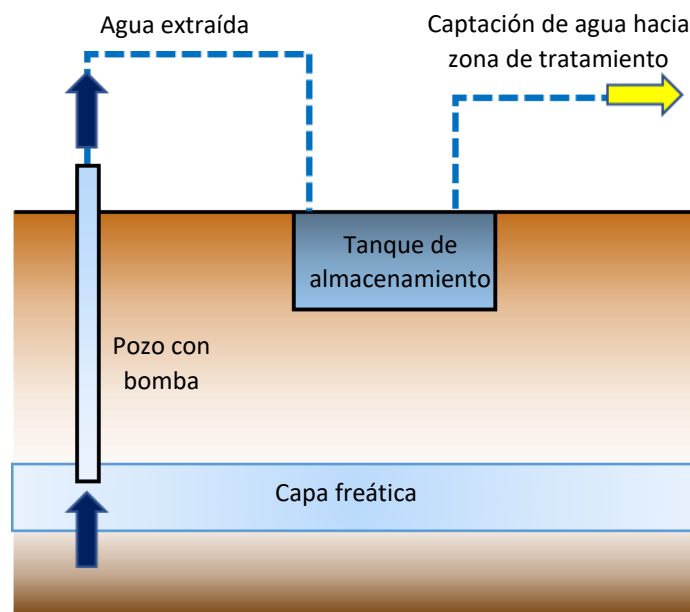 Agua extraída
Captación de agua hacia
zona de tratamiento
Tanque de
almacenamiento
Pozo con
bomba
Capa freática